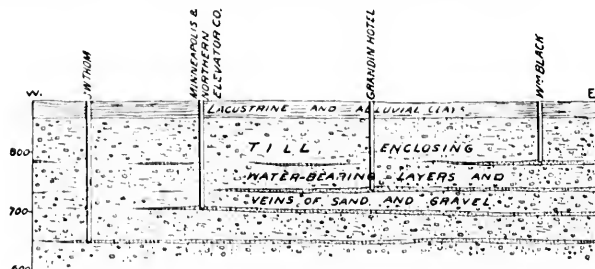 J.W. THOM
MINNEAPOLIS &
NORTHERN
ELEVATOR CO.
GRANDIN HOTEL
Wm BLACK
W.
E
LACUSTRINE AND ALLUVIAL CLAYS
TILL ENCLOSING
800
WATER-BEARING LAYERS AND
VEINS OF SAND AND GRAVEL
700
600